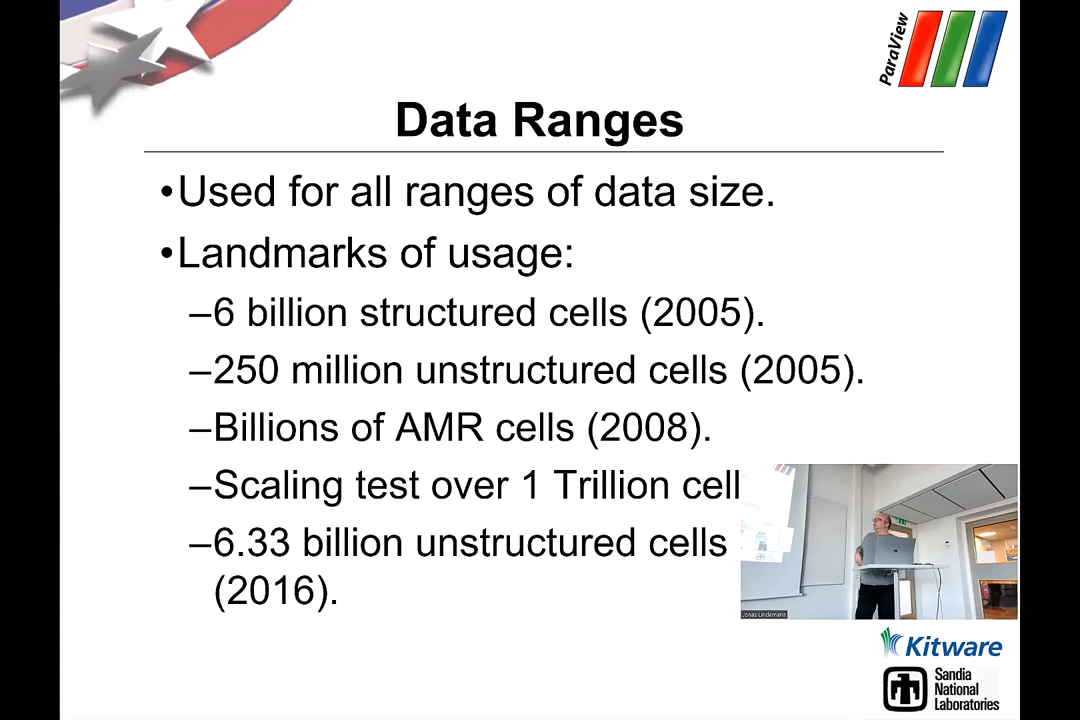 ParaView
Data Ranges
•Used for all ranges of data size.
•Landmarks of usage:
–6 billion structured cells (2005).
–250 million unstructured cells (2005).
–Billions of AMR cells (2008).
–Scaling test over 1 Trillion cell
–6.33 billion unstructured cells
(2016).
Jonas Lindemann
Kitware
Sandia
National
Laboratories